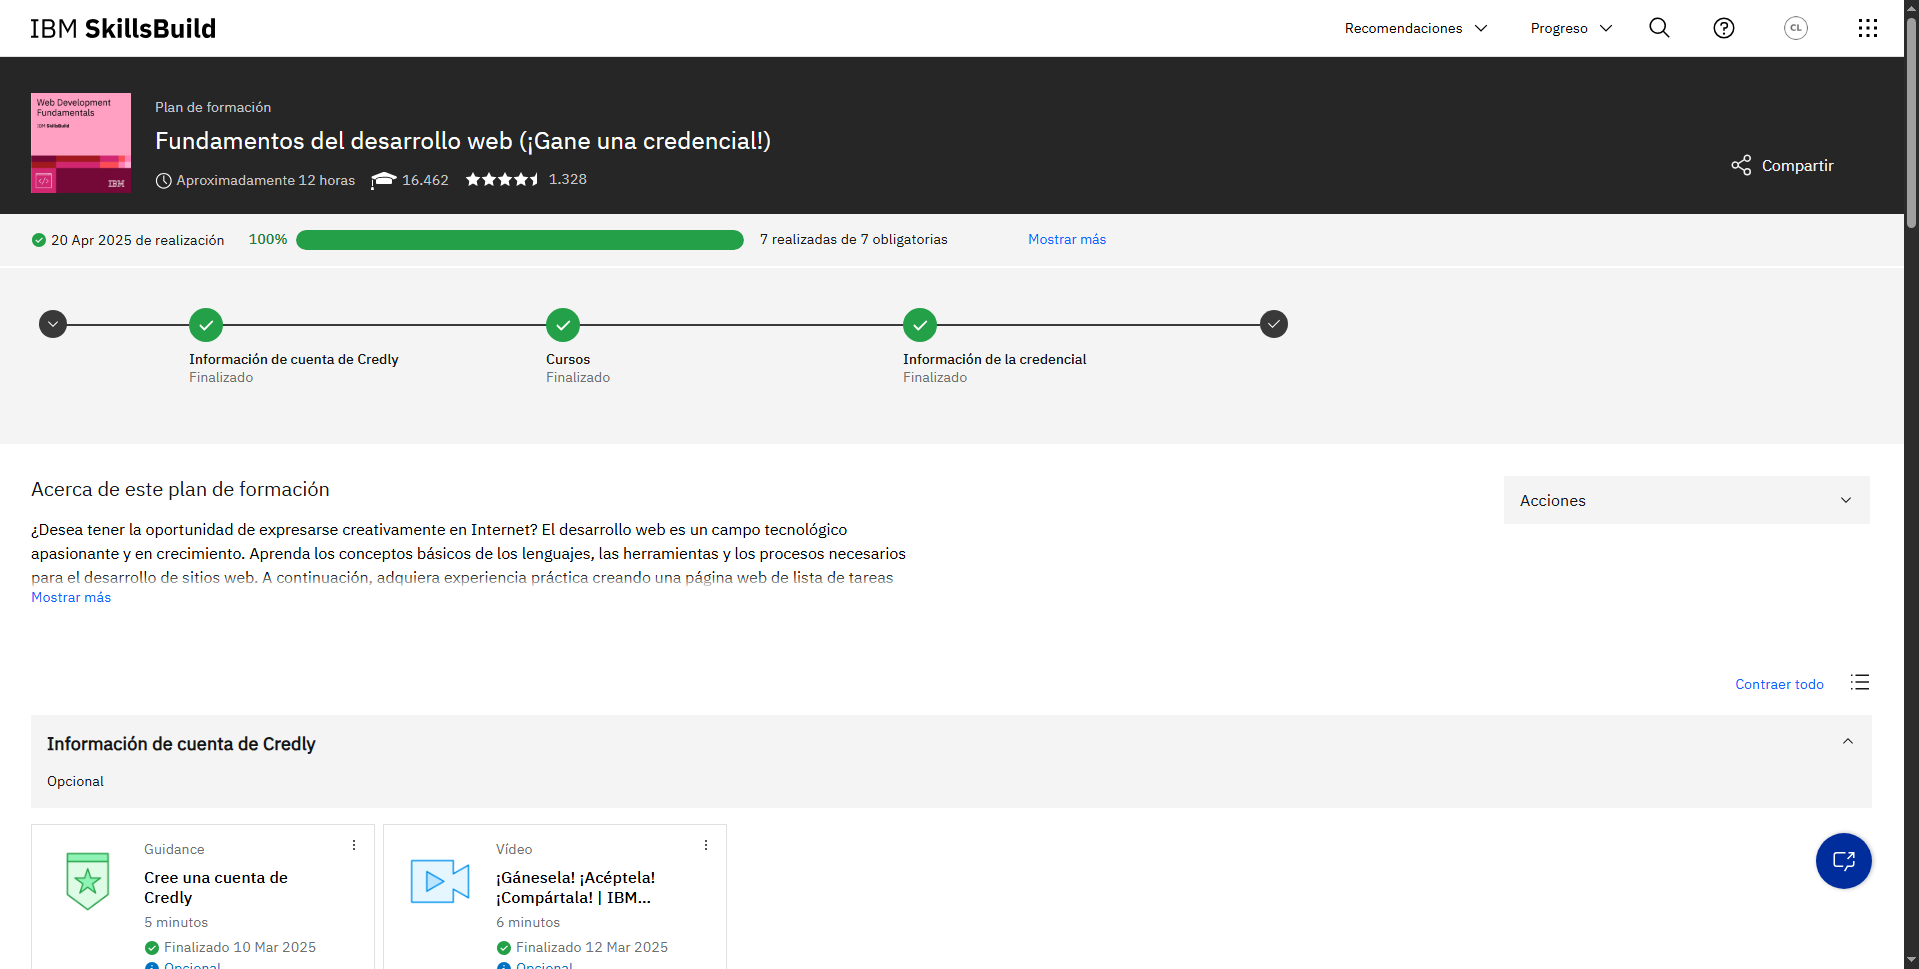 IBM SkillsBuild
Recomendaciones
Progreso
CL
Web Development
Fundamentals
IBM SkillsBuild
IBM
Plan de formación
Fundamentos del desarrollo web (¡Gane una credencial!)
Aproximadamente 12 horas
16.462
1.328
Compartir
20 Apr 2025 de realización
100%
7 realizadas de 7 obligatorias
Mostrar más
Información de cuenta de Credly
Finalizado
Cursos
Finalizado
Información de la credencial
Finalizado
Acerca de este plan de formación
Acciones
¿Desea tener la oportunidad de expresarse creativamente en Internet? El desarrollo web es un campo tecnológico
apasionante y en crecimiento. Aprenda los conceptos básicos de los lenguajes, las herramientas y los procesos necesarios
para el desarrollo de sitios web. A continuación, adquiera experiencia práctica creando una página web de lista de tareas
Mostrar más
Contraer todo
Información de cuenta de Credly
Opcional
Guidance
Cree una cuenta de
Credly
5 minutos
Finalizado 10 Mar 2025
Opcional
Vídeo
¡Gánesela! ¡Acéptela!
¡Compártala! | IBM...
6 minutos
Finalizado 12 Mar 2025
Opcional